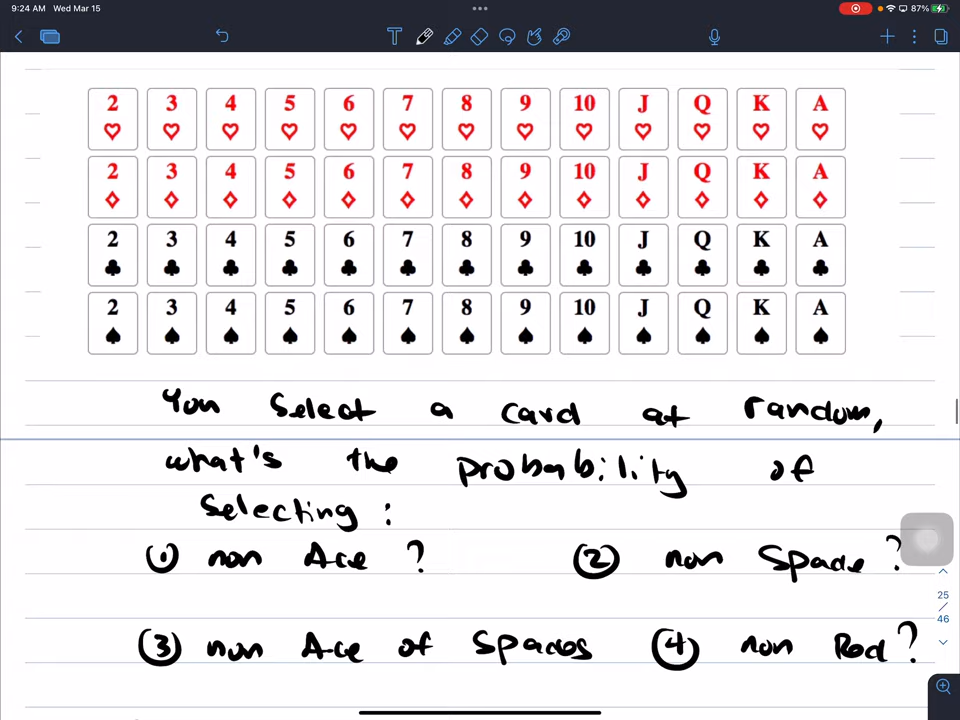 9:24 AM Wed Mar 15
87%
2 3 4 5 6 7 8 9 10 J Q K A
♡ ♡ ♡ ♡ ♡ ♡ ♡ ♡ ♡ ♡ ♡ ♡ ♡
2 3 4 5 6 7 8 9 10 J Q K A
♢ ♢ ♢ ♢ ♢ ♢ ♢ ♢ ♢ ♢ ♢ ♢ ♢
2 3 4 5 6 7 8 9 10 J Q K A
♣ ♣ ♣ ♣ ♣ ♣ ♣ ♣ ♣ ♣ ♣ ♣ ♣
2 3 4 5 6 7 8 9 10 J Q K A
♠ ♠ ♠ ♠ ♠ ♠ ♠ ♠ ♠ ♠ ♠ ♠ ♠
You select a card at random,
what's the probability of
selecting :
① non Ace ? ② non Spade ?
③ non Ace of Spades ④ non Red ?
25
/
46